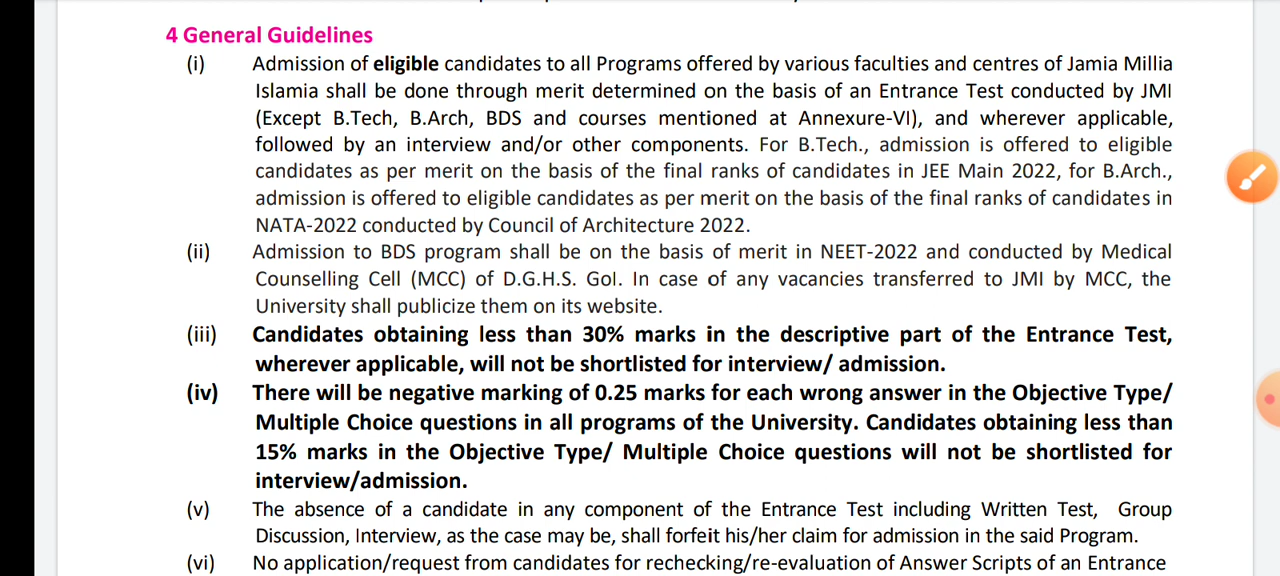 4 General Guidelines
(i) Admission of eligible candidates to all Programs offered by various faculties and centres of Jamia Millia
Islamia shall be done through merit determined on the basis of an Entrance Test conducted by JMI
(Except B.Tech, B.Arch, BDS and courses mentioned at Annexure-VI), and wherever applicable,
followed by an interview and/or other components. For B.Tech., admission is offered to eligible
candidates as per merit on the basis of the final ranks of candidates in JEE Main 2022, for B.Arch.,
admission is offered to eligible candidates as per merit on the basis of the final ranks of candidates in
NATA-2022 conducted by Council of Architecture 2022.
(ii) Admission to BDS program shall be on the basis of merit in NEET-2022 and conducted by Medical
Counselling Cell (MCC) of D.G.H.S. GoI. In case of any vacancies transferred to JMI by MCC, the
University shall publicize them on its website.
(iii) Candidates obtaining less than 30% marks in the descriptive part of the Entrance Test,
wherever applicable, will not be shortlisted for interview/ admission.
(iv) There will be negative marking of 0.25 marks for each wrong answer in the Objective Type/
Multiple Choice questions in all programs of the University. Candidates obtaining less than
15% marks in the Objective Type/ Multiple Choice questions will not be shortlisted for
interview/admission.
(v) The absence of a candidate in any component of the Entrance Test including Written Test, Group
Discussion, Interview, as the case may be, shall forfeit his/her claim for admission in the said Program.
(vi) No application/request from candidates for rechecking/re-evaluation of Answer Scripts of an Entrance